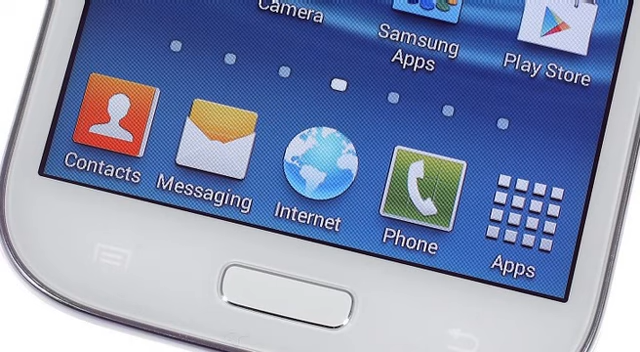 Camera
Samsung
Apps
Play Store
Contacts
Messaging
Internet
Phone
Apps